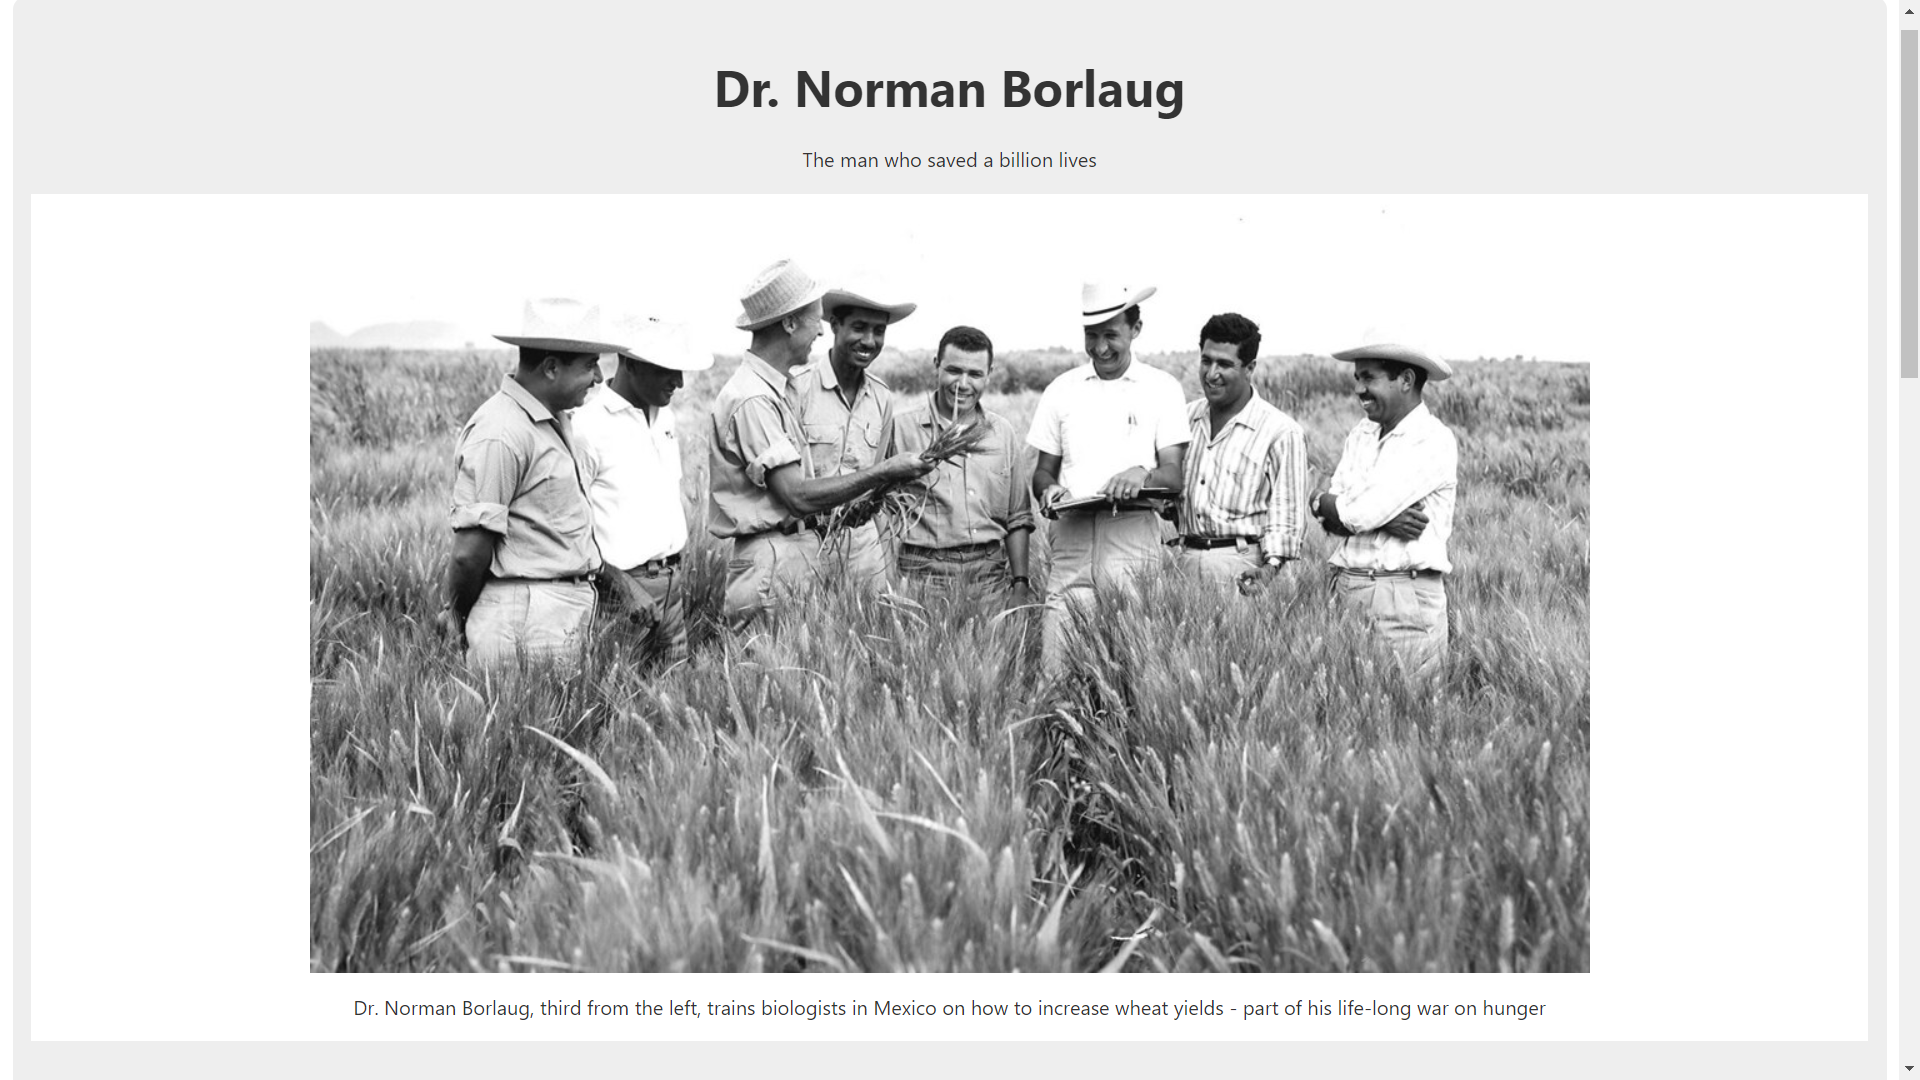 Dr. Norman Borlaug
The man who saved a billion lives
Dr. Norman Borlaug, third from the left, trains biologists in Mexico on how to increase wheat yields - part of his life-long war on hunger